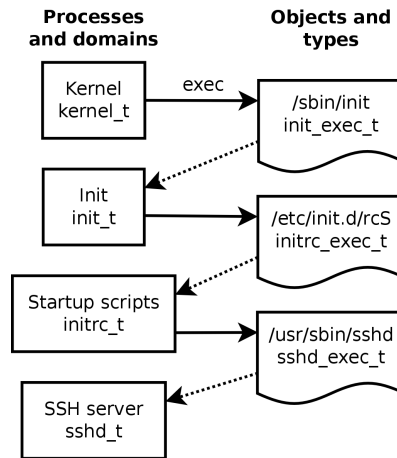 Processes
and domains
Objects and
types
Kernel
kernel_t
exec
/sbin/init
init_exec_t
Init
init_t
/etc/init.d/rcS
initrc_exec_t
Startup scripts
initrc_t
/usr/sbin/sshd
sshd_exec_t
SSH server
sshd_t